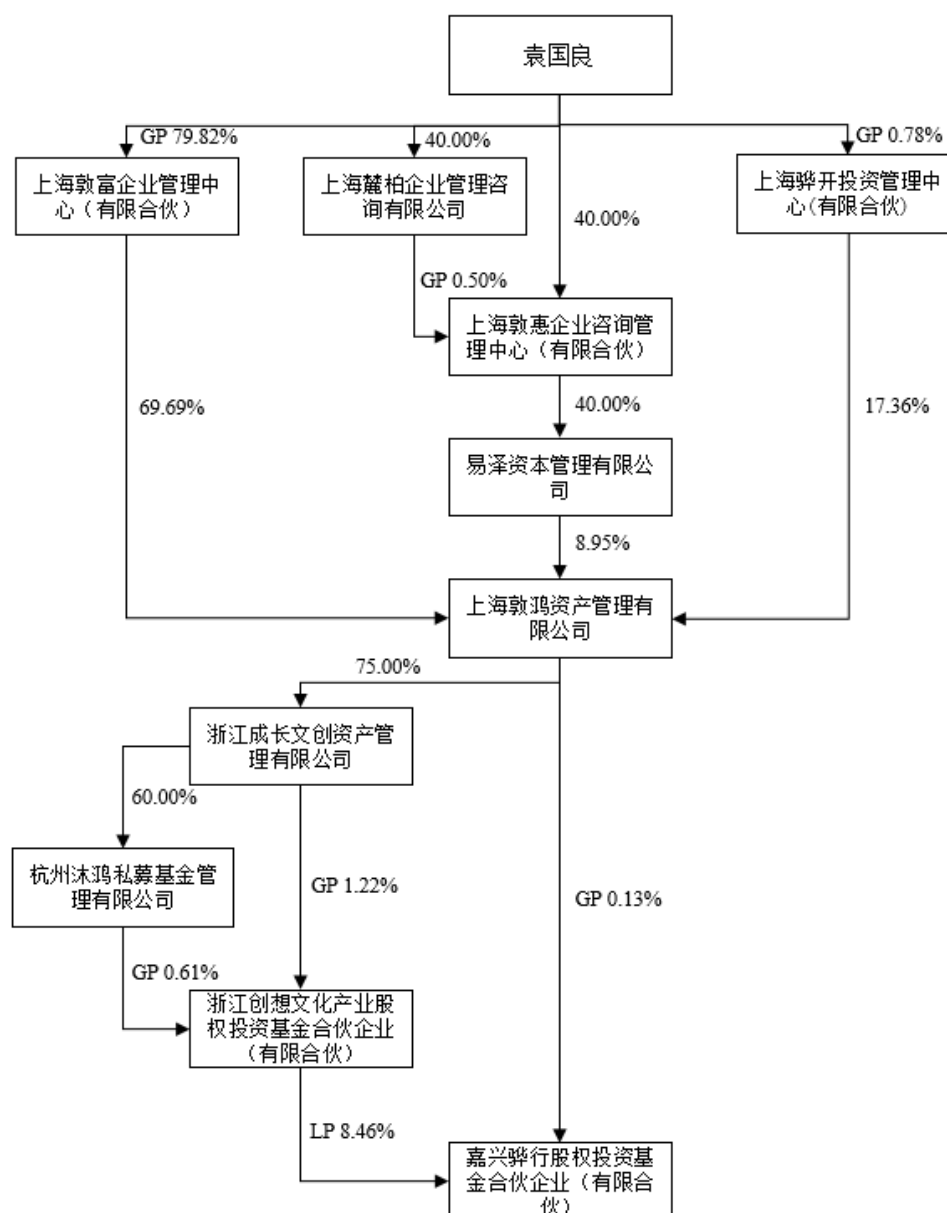 袁国良
GP 79.82%
40.00%
GP 0.78%
上海敦富企业管理中
心（有限合伙）
上海麓柏企业管理咨
询有限公司
上海骅开投资管理中
心(有限合伙)
40.00%
GP 0.50%
上海敦惠企业咨询管
理中心（有限合伙）
69.69%
40.00%
17.36%
易泽资本管理有限公
司
8.95%
上海敦鸿资产管理有
限公司
75.00%
浙江成长文创资产管
理有限公司
60.00%
杭州沫鸿私募基金管
理有限公司
GP 1.22%
GP 0.13%
GP 0.61%
浙江创想文化产业股
权投资基金合伙企业
（有限合伙）
LP 8.46%
嘉兴骅行股权投资基
金合伙企业（有限合
伙）